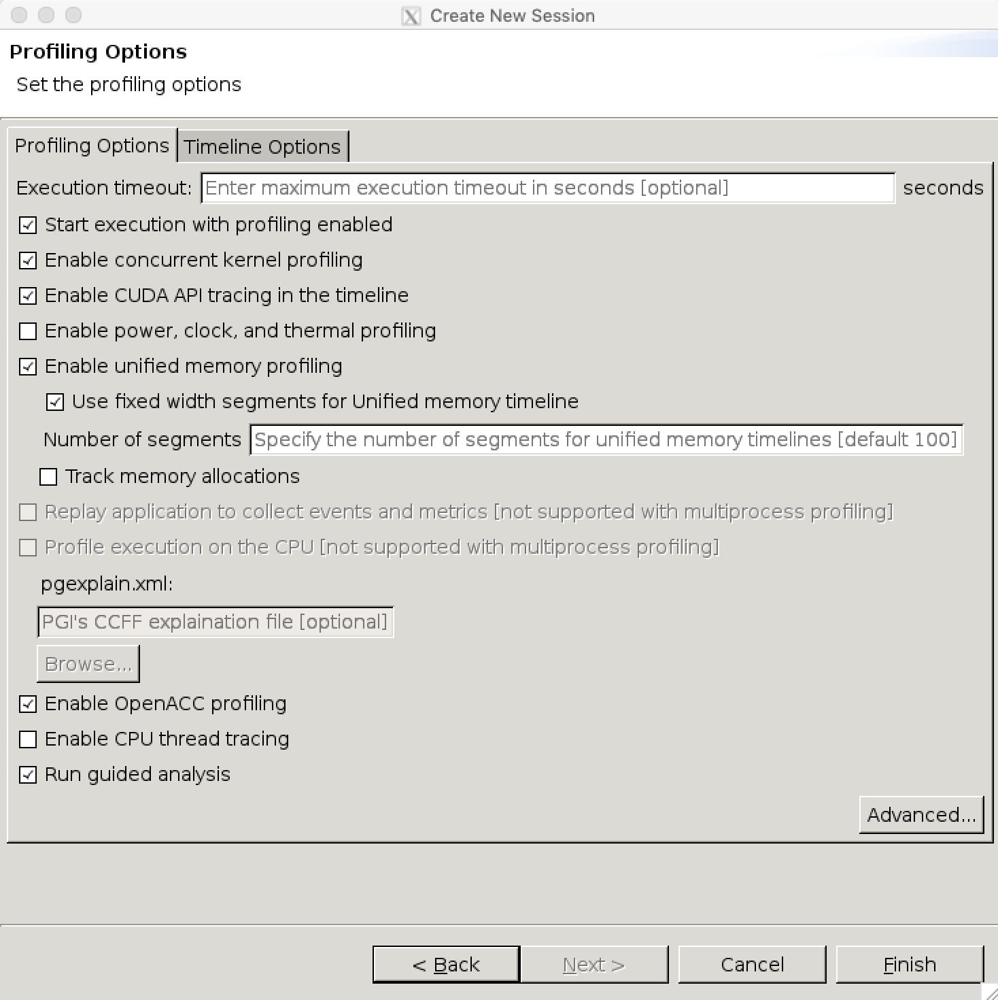 Create New Session
Profiling Options
Set the profiling options
Profiling Options Timeline Options
Execution timeout: Enter maximum execution timeout in seconds [optional] seconds
Start execution with profiling enabled
Enable concurrent kernel profiling
Enable CUDA API tracing in the timeline
Enable power, clock, and thermal profiling
Enable unified memory profiling
Use fixed width segments for Unified memory timeline
Number of segments Specify the number of segments for unified memory timelines [default 100]
Track memory allocations
Replay application to collect events and metrics [not supported with multiprocess profiling]
Profile execution on the CPU [not supported with multiprocess profiling]
pgexplain.xml:
PGI's CCFF explaination file [optional]
Browse...
Enable OpenACC profiling
Enable CPU thread tracing
Run guided analysis
Advanced...
< Back Next > Cancel Finish